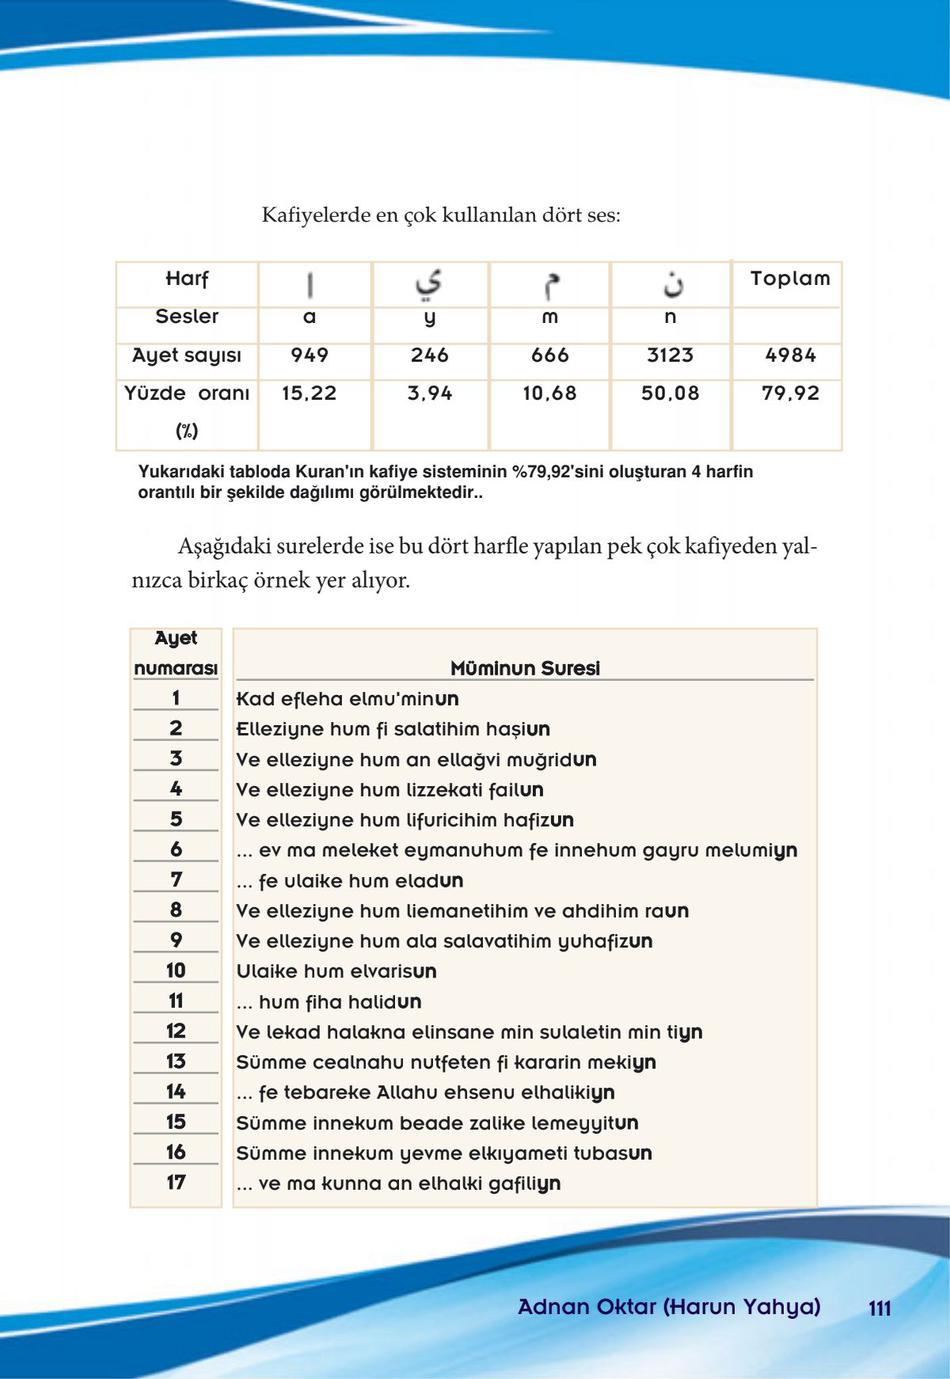 Kafiyelerde en çok kullanılan dört ses:
Harf ا ي م ن Toplam
Sesler a y m n
Ayet sayısı 949 246 666 3123 4984
Yüzde oranı 15,22 3,94 10,68 50,08 79,92
(%)
Yukarıdaki tabloda Kuran'ın kafiye sisteminin %79,92'sini oluşturan 4 harfin
orantılı bir şekilde dağılımı görülmektedir..
Aşağıdaki surelerde ise bu dört harfle yapılan pek çok kafiyeden yal-
nızca birkaç örnek yer alıyor.
Ayet
numarası Müminun Suresi
1 Kad efleha elmu'minun
2 Elleziyne hum fi salatihim haşiun
3 Ve elleziyne hum an ellağvi muğridun
4 Ve elleziyne hum lizzekati failun
5 Ve elleziyne hum lifuricihim hafizun
6 ... ev ma meleket eymanuhum fe innehum gayru melumiyn
7 ... fe ulaike hum eladun
8 Ve elleziyne hum liemanetihim ve ahdihim raun
9 Ve elleziyne hum ala salavatihim yuhafizun
10 Ulaike hum elvarisun
11 ... hum fiha halidun
12 Ve lekad halakna elinsane min sulaletin min tiyn
13 Sümme cealnahu nutfeten fi kararin mekiyn
14 ... fe tebareke Allahu ehsenu elhalikiyn
15 Sümme innekum beade zalike lemeyyitun
16 Sümme innekum yevme elkıyameti tubasun
17 ... ve ma kunna an elhalki gafiliyn
Adnan Oktar (Harun Yahya) 111